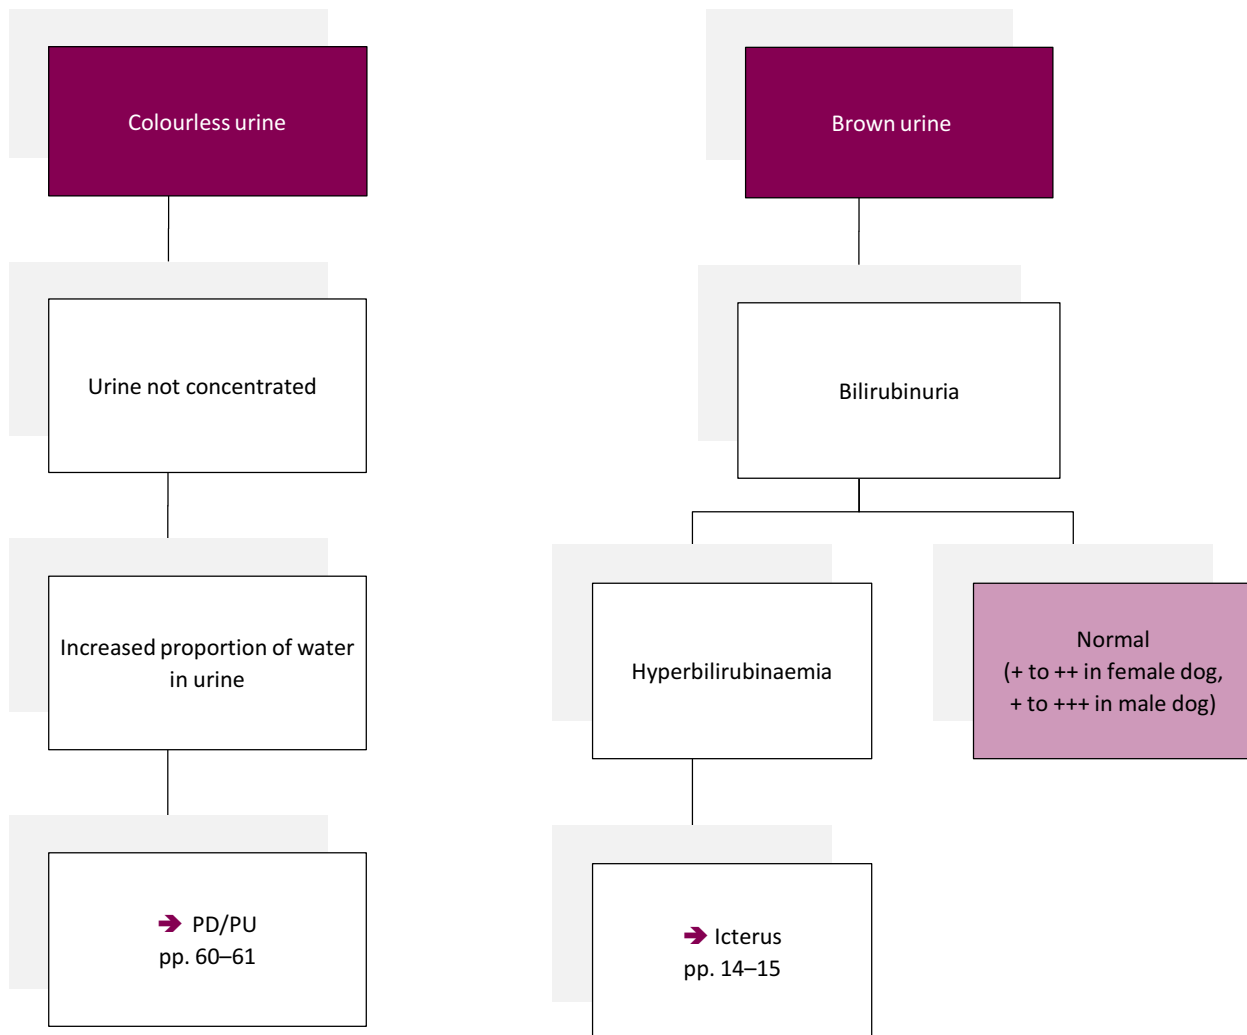 Colourless urine
Urine not concentrated
Increased proportion of water
in urine
➔ PD/PU
pp. 60–61
Brown urine
Bilirubinuria
Hyperbilirubinaemia
➔ Icterus
pp. 14–15
Normal
(+ to ++ in female dog,
+ to +++ in male dog)